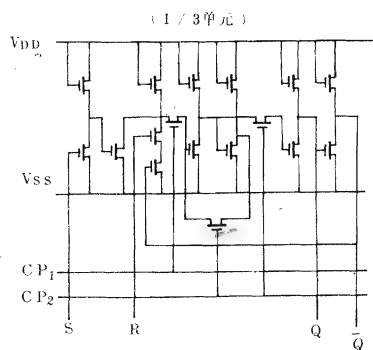 (1/3单元)
VDD
VSS
CP1
CP2
S R Q Q̅